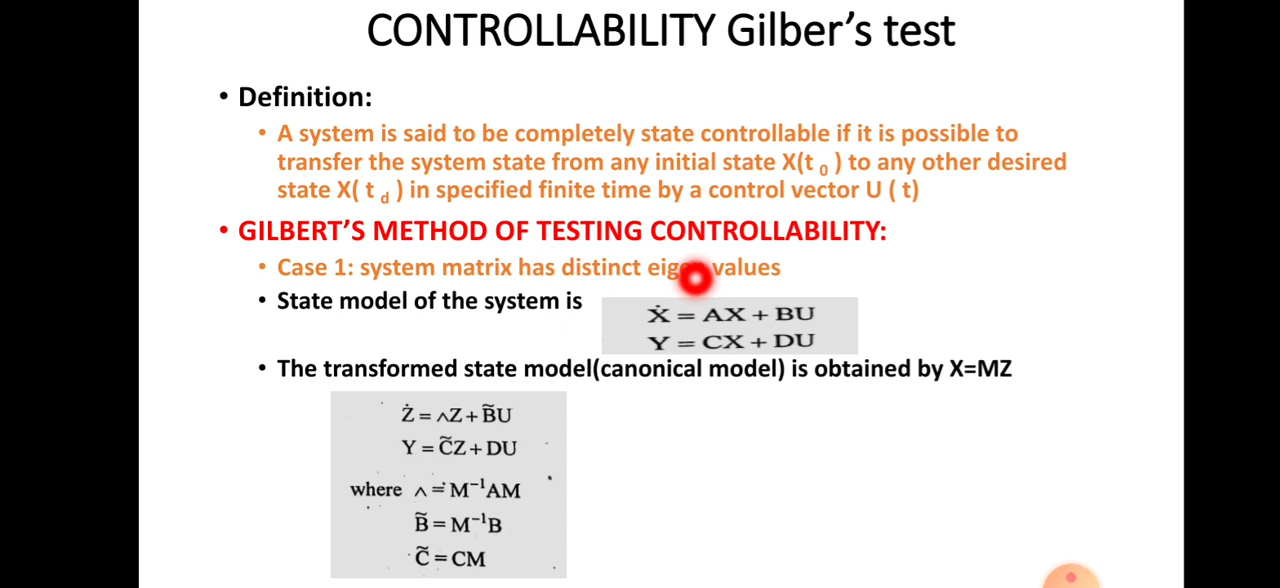 CONTROLLABILITY Gilber’s test
• Definition:
• A system is said to be completely state controllable if it is possible to
transfer the system state from any initial state X(t ₀ ) to any other desired
state X( t d ) in specified finite time by a control vector U ( t)
• GILBERT’S METHOD OF TESTING CONTROLLABILITY:
• Case 1: system matrix has distinct eigen values
• State model of the system is
Ẋ = AX + BU
Y = CX + DU
• The transformed state model(canonical model) is obtained by X=MZ
Ż = ∧Z + B̃U
Y = C̃Z + DU
where ∧ = M⁻¹AM
B̃ = M⁻¹B
C̃ = CM